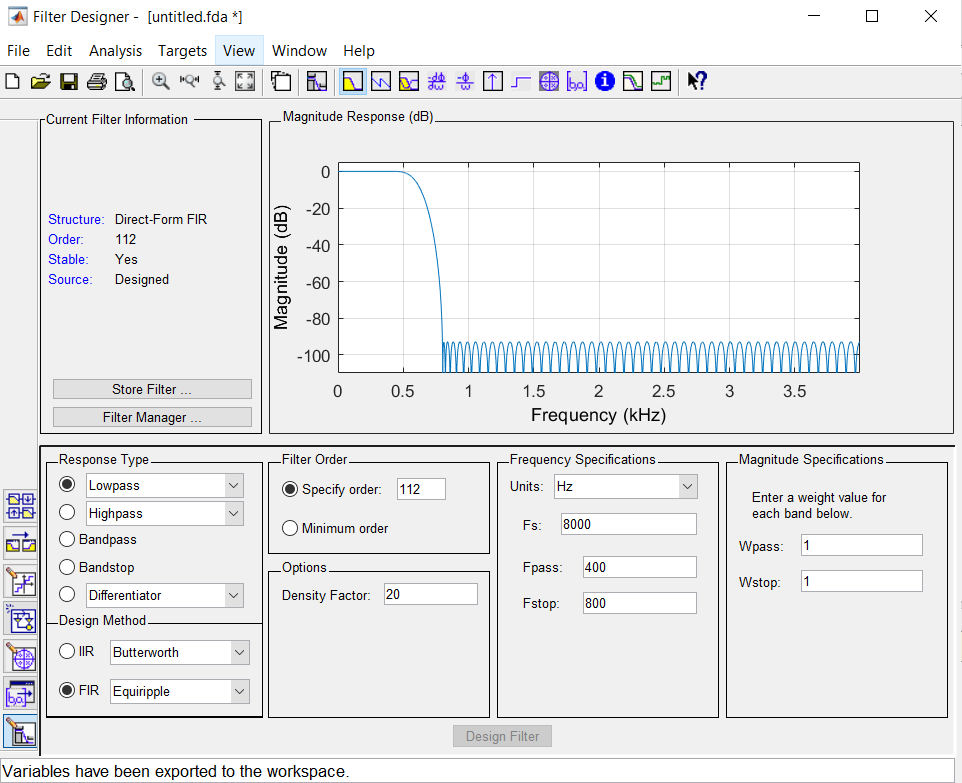 Filter Designer - [untitled.fda *]
File Edit Analysis Targets View Window Help
Current Filter Information
Structure: Direct-Form FIR
Order: 112
Stable: Yes
Source: Designed
Store Filter ...
Filter Manager ...
Magnitude Response (dB)
Magnitude (dB)
0
-20
-40
-60
-80
-100
0 0.5 1 1.5 2 2.5 3 3.5
Frequency (kHz)
Response Type
Lowpass
Highpass
Bandpass
Bandstop
Differentiator
Design Method
IIR Butterworth
FIR Equiripple
Filter Order
Specify order: 112
Minimum order
Options
Density Factor: 20
Frequency Specifications
Units: Hz
Fs: 8000
Fpass: 400
Fstop: 800
Magnitude Specifications
Enter a weight value for
each band below.
Wpass: 1
Wstop: 1
Design Filter
Variables have been exported to the workspace.